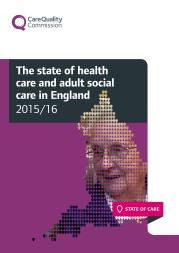 CareQuality
Commission
The state of health
care and adult social
care in England
2015/16
STATE OF CARE